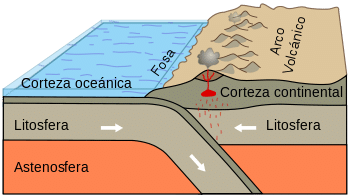 Fosa
Arco
Volcánico
Corteza oceánica
Corteza continental
Litosfera
Litosfera
Astenosfera